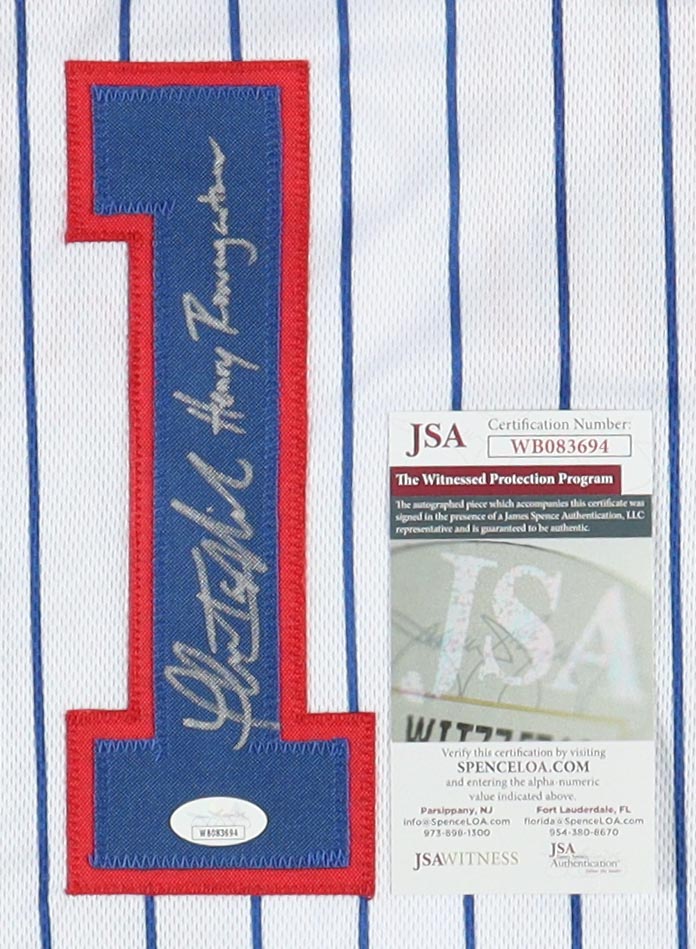 1
Henry Rowengartner
WB083694
JSA
Certification Number:
WB083694
The Witnessed Protection Program
The autographed piece which accompanies this certificate was
signed in the presence of a James Spence Authentication, LLC
representative and is guaranteed to be authentic.
JSA
Verify this certification by visiting
SPENCELOA.COM
and entering the alpha-numeric
value indicated above.
Parsippany, NJ
info@SpenceLOA.com
973-898-1300
Fort Lauderdale, FL
florida@SpenceLOA.com
954-380-8670
JSAWITNESS
JSA
James Spence
Authentication